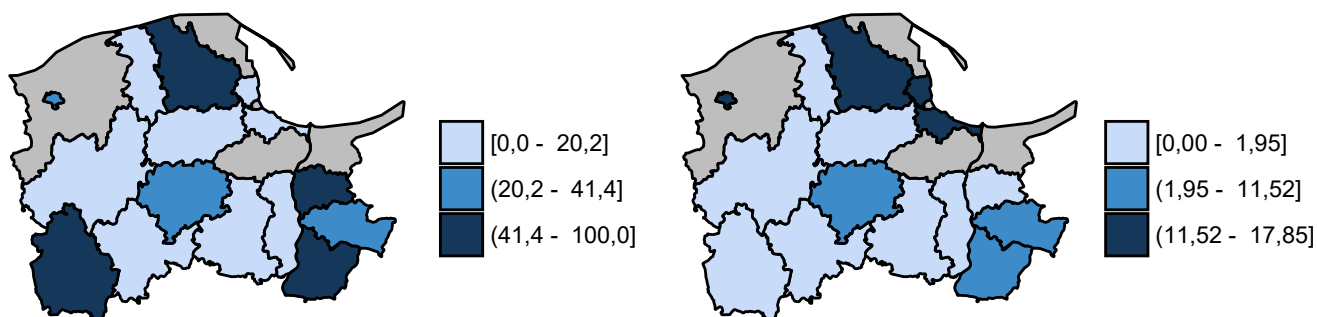 [0,0 -  20,2]
(20,2 -  41,4]
(41,4 -  100,0]
[0,00 -  1,95]
(1,95 -  11,52]
(11,52 -  17,85]